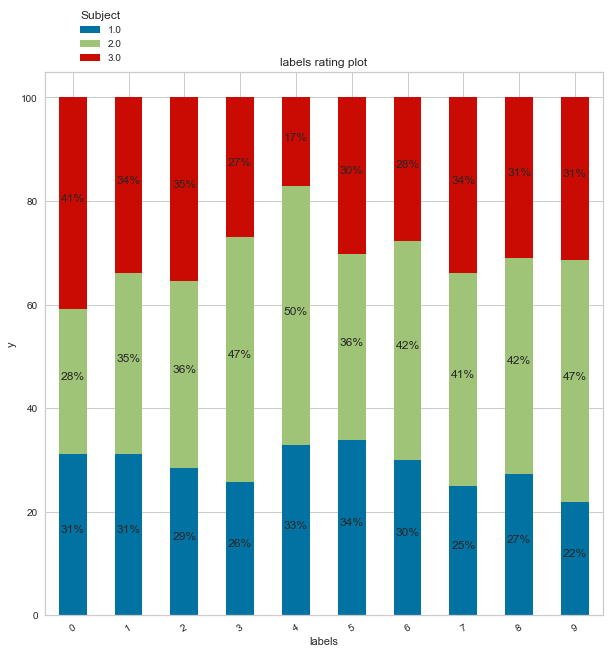 Subject
1.0
2.0
3.0
labels rating plot
100
80
60
40
20
0
y
41% 34% 35% 27% 17% 30% 28% 34% 31% 31%
28% 35% 36% 47% 50% 36% 42% 41% 42% 47%
31% 31% 29% 26% 33% 34% 30% 25% 27% 22%
0 1 2 3 4 5 6 7 8 9
labels